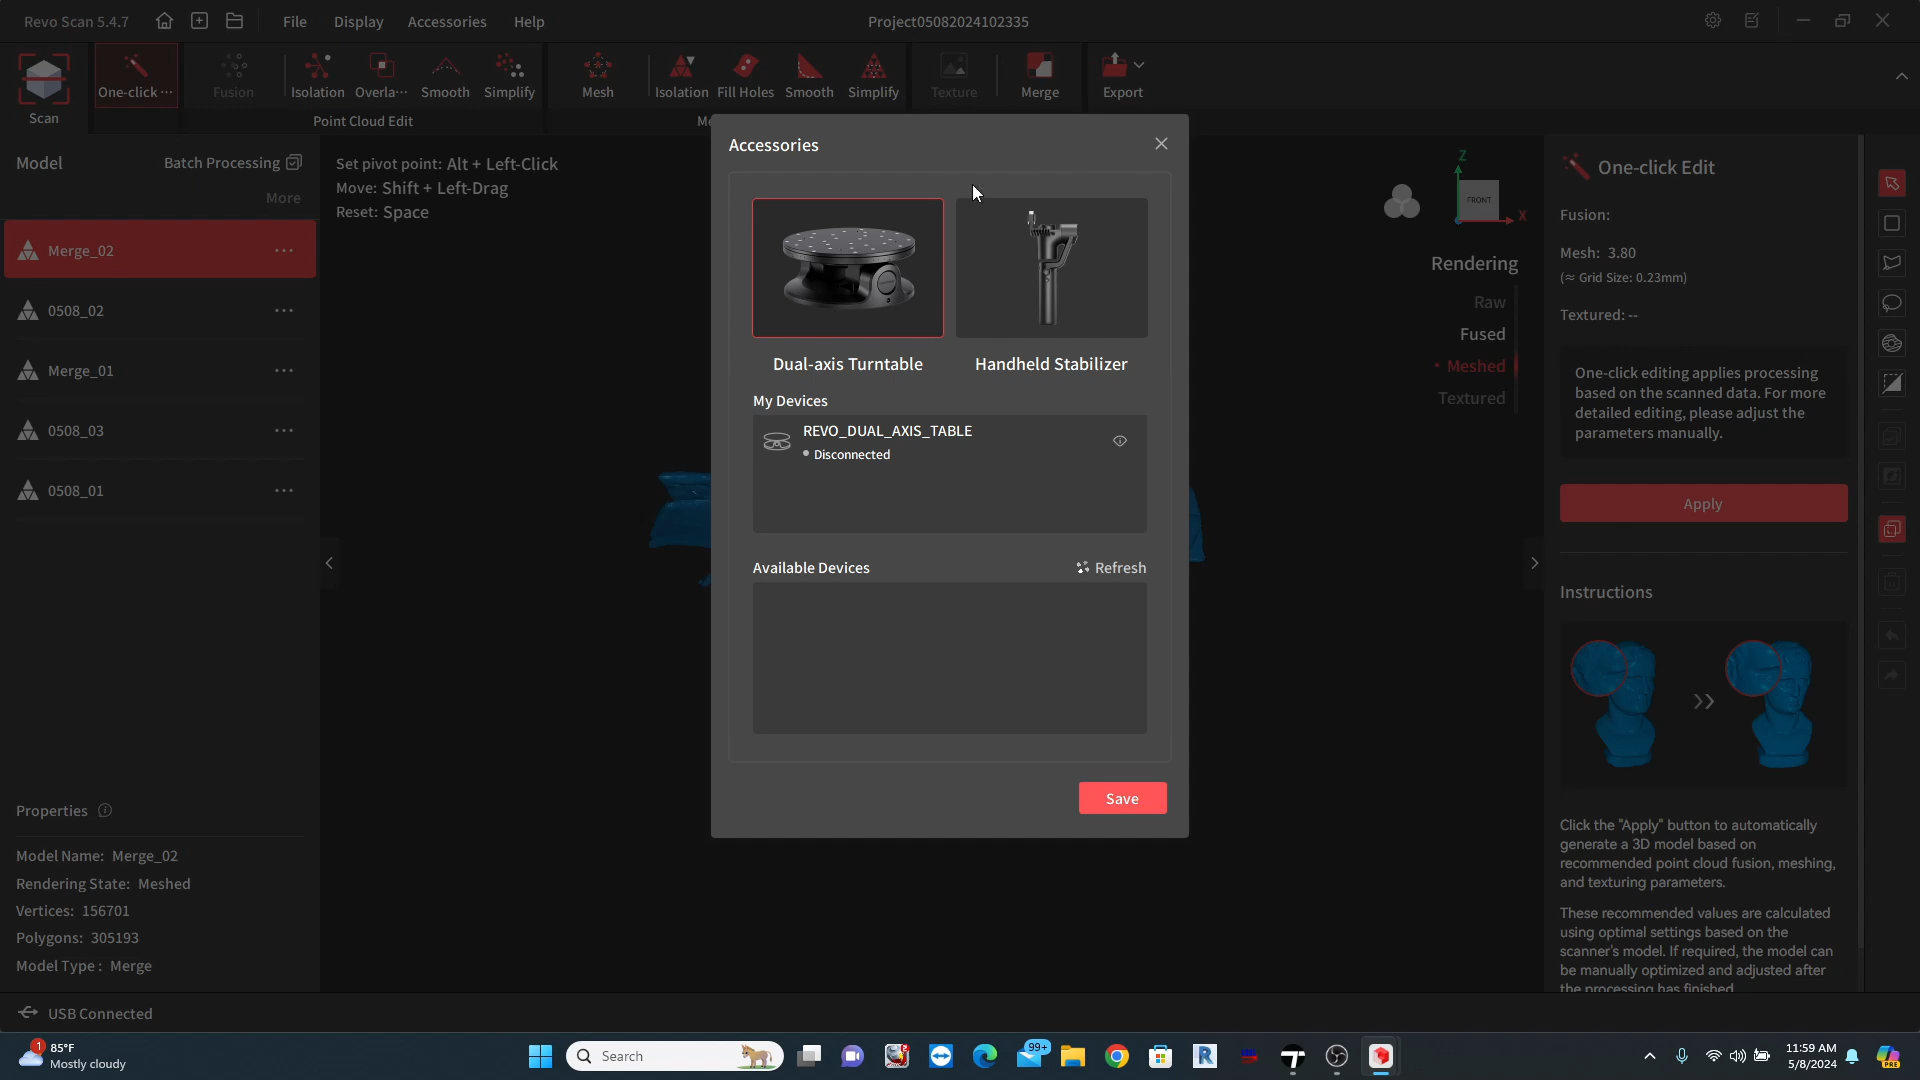 Revo Scan 5.4.7
File
Display
Accessories
Help
Project05082024102335
Scan
One-click ···
Fusion
Isolation
Overla···
Smooth
Simplify
Mesh
Isolation
Fill Holes
Smooth
Simplify
Texture
Merge
Export
Point Cloud Edit
Model
Batch Processing
More
Merge_02
0508_02
Merge_01
0508_03
0508_01
Properties
Model Name: Merge_02
Rendering State: Meshed
Vertices: 156701
Polygons: 305193
Model Type : Merge
USB Connected
Set pivot point: Alt + Left-Click
Move: Shift + Left-Drag
Reset: Space
Accessories
Dual-axis Turntable
Handheld Stabilizer
My Devices
REVO_DUAL_AXIS_TABLE
Disconnected
Available Devices
Refresh
Save
Z
FRONT
X
Rendering
Raw
Fused
Meshed
Textured
One-click Edit
Fusion:
Mesh: 3.80
(≈ Grid Size: 0.23mm)
Textured: --
One-click editing applies processing
based on the scanned data. For more
detailed editing, please adjust the
parameters manually.
Apply
Instructions
Click the "Apply" button to automatically
generate a 3D model based on
recommended point cloud fusion, meshing,
and texturing parameters.
These recommended values are calculated
using optimal settings based on the
scanner's model. If required, the model can
be manually optimized and adjusted after
the processing has finished
1
85°F
Mostly cloudy
Search
99+
R
11:59 AM
5/8/2024
PRE